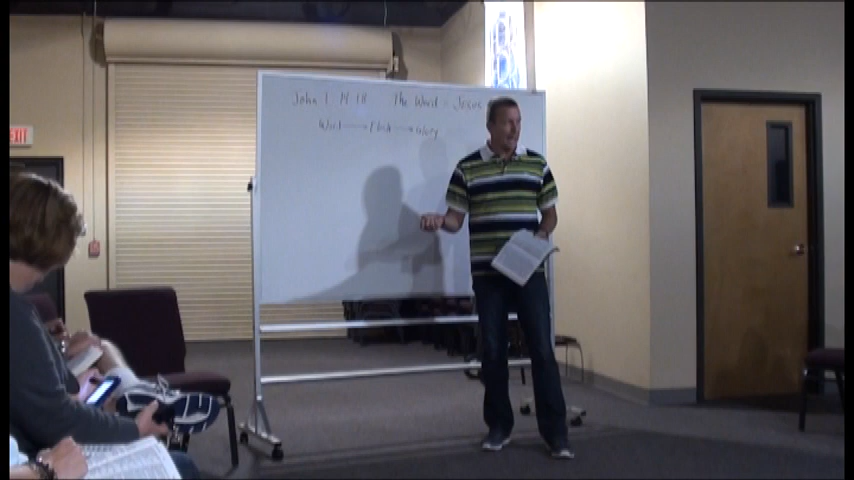 John 1:14-18 The Word = Jesus
Word → Flesh → Glory
EXIT